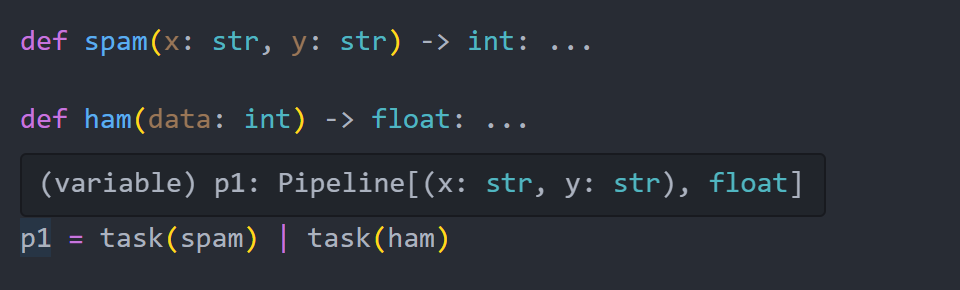 def spam(x: str, y: str) -> int: ...
def ham(data: int) -> float: ...
(variable) p1: Pipeline[(x: str, y: str), float]
p1 = task(spam) | task(ham)